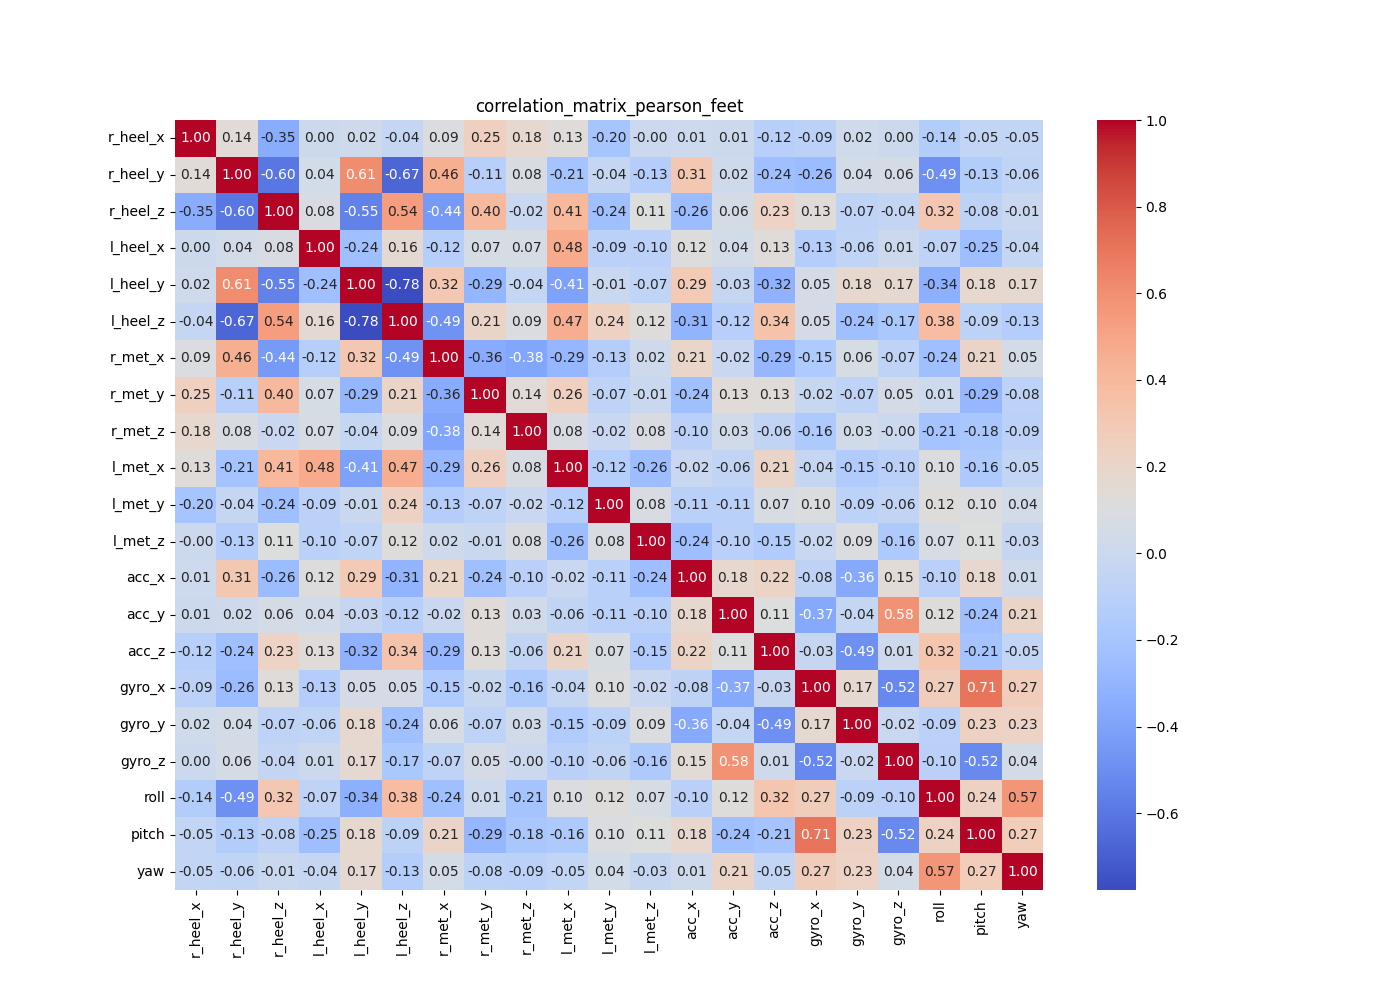 correlation_matrix_pearson_feet
r_heel_x 1.00 0.14 -0.35 0.00 0.02 -0.04 0.09 0.25 0.18 0.13 -0.20 -0.00 0.01 0.01 -0.12 -0.09 0.02 0.00 -0.14 -0.05 -0.05
r_heel_y 0.14 1.00 -0.60 0.04 0.61 -0.67 0.46 -0.11 0.08 -0.21 -0.04 -0.13 0.31 0.02 -0.24 -0.26 0.04 0.06 -0.49 -0.13 -0.06
r_heel_z -0.35 -0.60 1.00 0.08 -0.55 0.54 -0.44 0.40 -0.02 0.41 -0.24 0.11 -0.26 0.06 0.23 0.13 -0.07 -0.04 0.32 -0.08 -0.01
l_heel_x 0.00 0.04 0.08 1.00 -0.24 0.16 -0.12 0.07 0.07 0.48 -0.09 -0.10 0.12 0.04 0.13 -0.13 -0.06 0.01 -0.07 -0.25 -0.04
l_heel_y 0.02 0.61 -0.55 -0.24 1.00 -0.78 0.32 -0.29 -0.04 -0.41 -0.01 -0.07 0.29 -0.03 -0.32 0.05 0.18 0.17 -0.34 0.18 0.17
l_heel_z -0.04 -0.67 0.54 0.16 -0.78 1.00 -0.49 0.21 0.09 0.47 0.24 0.12 -0.31 -0.12 0.34 0.05 -0.24 -0.17 0.38 -0.09 -0.13
r_met_x 0.09 0.46 -0.44 -0.12 0.32 -0.49 1.00 -0.36 -0.38 -0.29 -0.13 0.02 0.21 -0.02 -0.29 -0.15 0.06 -0.07 -0.24 0.21 0.05
r_met_y 0.25 -0.11 0.40 0.07 -0.29 0.21 -0.36 1.00 0.14 0.26 -0.07 -0.01 -0.24 0.13 0.13 -0.02 -0.07 0.05 0.01 -0.29 -0.08
r_met_z 0.18 0.08 -0.02 0.07 -0.04 0.09 -0.38 0.14 1.00 0.08 -0.02 0.08 -0.10 0.03 -0.06 -0.16 0.03 -0.00 -0.21 -0.18 -0.09
l_met_x 0.13 -0.21 0.41 0.48 -0.41 0.47 -0.29 0.26 0.08 1.00 -0.12 -0.26 -0.02 -0.06 0.21 -0.04 -0.15 -0.10 0.10 -0.16 -0.05
l_met_y -0.20 -0.04 -0.24 -0.09 -0.01 0.24 -0.13 -0.07 -0.02 -0.12 1.00 0.08 -0.11 -0.11 0.07 0.10 -0.09 -0.06 0.12 0.10 0.04
l_met_z -0.00 -0.13 0.11 -0.10 -0.07 0.12 0.02 -0.01 0.08 -0.26 0.08 1.00 -0.24 -0.10 -0.15 -0.02 0.09 -0.16 0.07 0.11 -0.03
acc_x 0.01 0.31 -0.26 0.12 0.29 -0.31 0.21 -0.24 -0.10 -0.02 -0.11 -0.24 1.00 0.18 0.22 -0.08 -0.36 0.15 -0.10 0.18 0.01
acc_y 0.01 0.02 0.06 0.04 -0.03 -0.12 -0.02 0.13 0.03 -0.06 -0.11 -0.10 0.18 1.00 0.11 -0.37 -0.04 0.58 0.12 -0.24 0.21
acc_z -0.12 -0.24 0.23 0.13 -0.32 0.34 -0.29 0.13 -0.06 0.21 0.07 -0.15 0.22 0.11 1.00 -0.03 -0.49 0.01 0.32 -0.21 -0.05
gyro_x -0.09 -0.26 0.13 -0.13 0.05 0.05 -0.15 -0.02 -0.16 -0.04 0.10 -0.02 -0.08 -0.37 -0.03 1.00 0.17 -0.52 0.27 0.71 0.27
gyro_y 0.02 0.04 -0.07 -0.06 0.18 -0.24 0.06 -0.07 0.03 -0.15 -0.09 0.09 -0.36 -0.04 -0.49 0.17 1.00 -0.02 -0.09 0.23 0.23
gyro_z 0.00 0.06 -0.04 0.01 0.17 -0.17 -0.07 0.05 -0.00 -0.10 -0.06 -0.16 0.15 0.58 0.01 -0.52 -0.02 1.00 -0.10 -0.52 0.04
roll -0.14 -0.49 0.32 -0.07 -0.34 0.38 -0.24 0.01 -0.21 0.10 0.12 0.07 -0.10 0.12 0.32 0.27 -0.09 -0.10 1.00 0.24 0.57
pitch -0.05 -0.13 -0.08 -0.25 0.18 -0.09 0.21 -0.29 -0.18 -0.16 0.10 0.11 0.18 -0.24 -0.21 0.71 0.23 -0.52 0.24 1.00 0.27
yaw -0.05 -0.06 -0.01 -0.04 0.17 -0.13 0.05 -0.08 -0.09 -0.05 0.04 -0.03 0.01 0.21 -0.05 0.27 0.23 0.04 0.57 0.27 1.00
r_heel_x r_heel_y r_heel_z l_heel_x l_heel_y l_heel_z r_met_x r_met_y r_met_z l_met_x l_met_y l_met_z acc_x acc_y acc_z gyro_x gyro_y gyro_z roll pitch yaw
1.0
0.8
0.6
0.4
0.2
0.0
−0.2
−0.4
−0.6